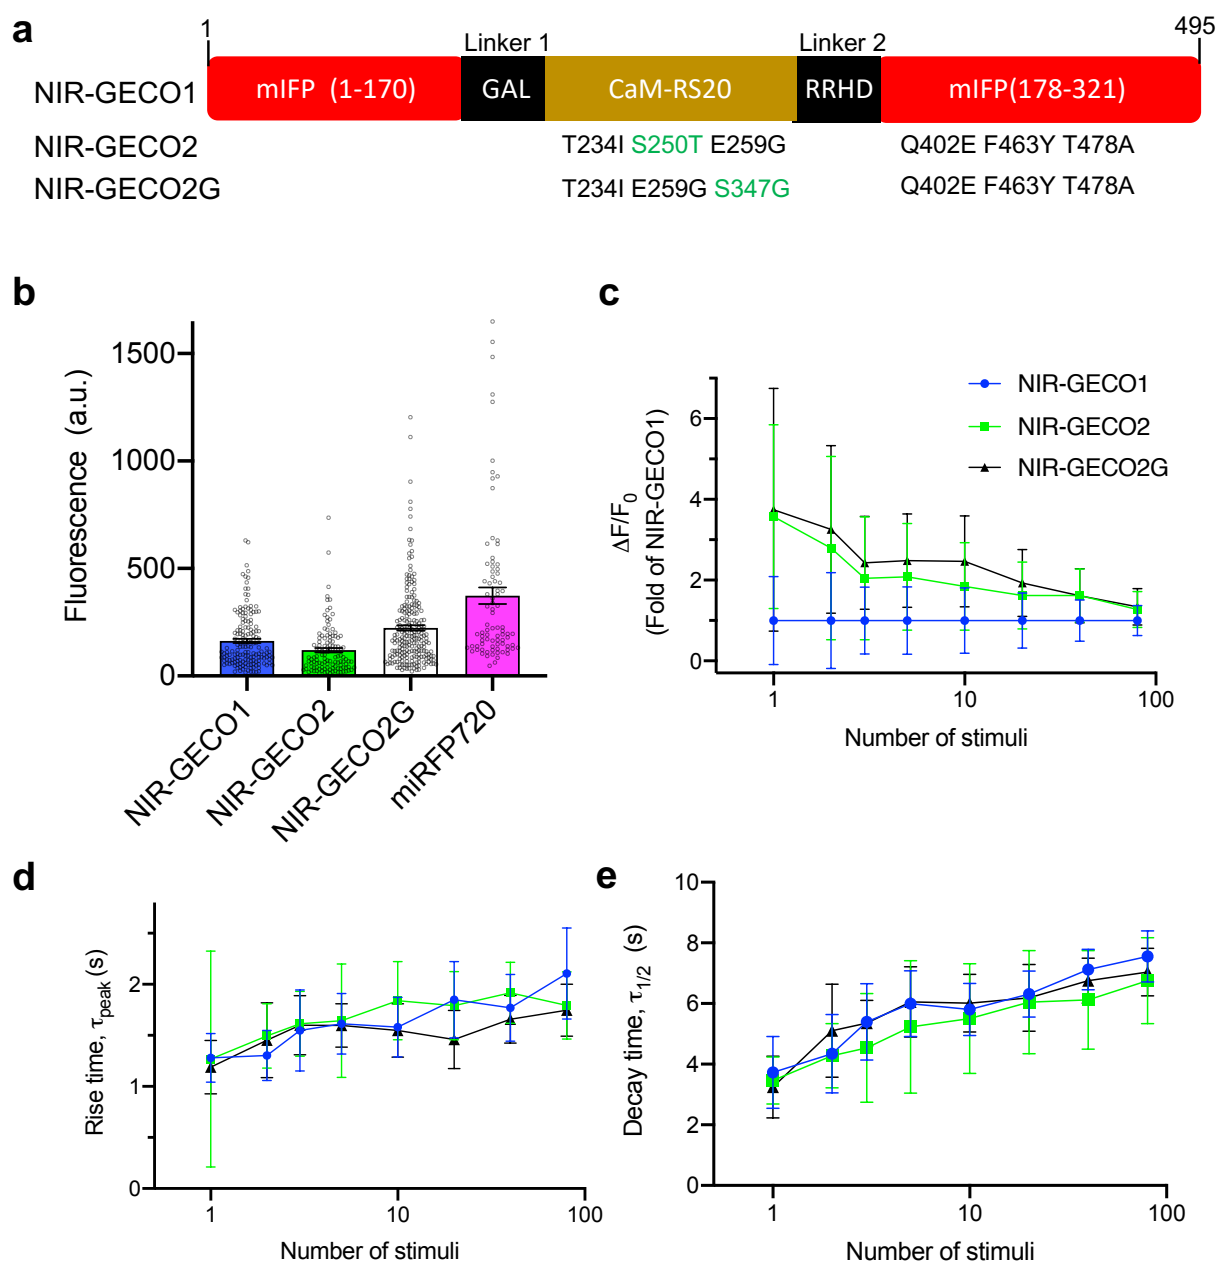 a
1
495
Linker 1
Linker 2
NIR-GECO1
mIFP (1-170)
GAL
CaM-RS20
RRHD
mIFP(178-321)
NIR-GECO2
T234I S250T E259G
Q402E F463Y T478A
NIR-GECO2G
T234I E259G S347G
Q402E F463Y T478A
b
Fluorescence (a.u.)
1500
1000
500
0
NIR-GECO1
NIR-GECO2
NIR-GECO2G
miRFP720
c
ΔF/F0
(Fold of NIR-GECO1)
6
4
2
0
1
10
100
Number of stimuli
NIR-GECO1
NIR-GECO2
NIR-GECO2G
d
Rise time, τpeak (s)
2
1
0
1
10
100
Number of stimuli
e
Decay time, τ1/2 (s)
10
8
6
4
2
0
1
10
100
Number of stimuli